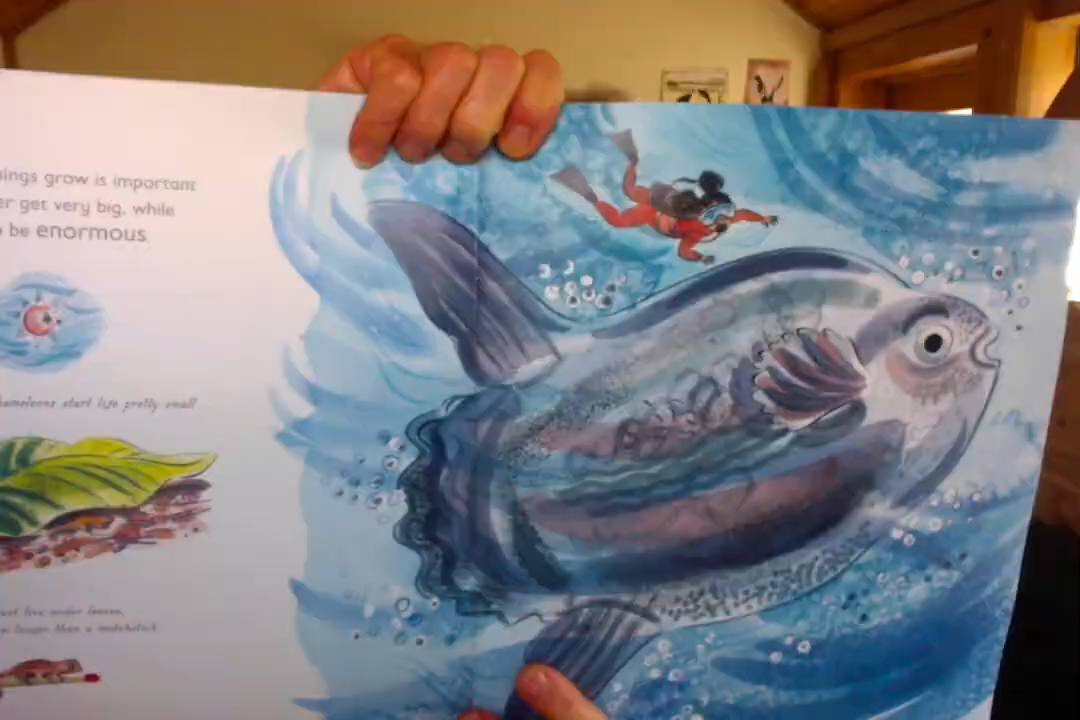 ings grow is important
er get very big, while
o be enormous.
hameleons start life pretty small
ust live under leaves,
longer than a matchstick.